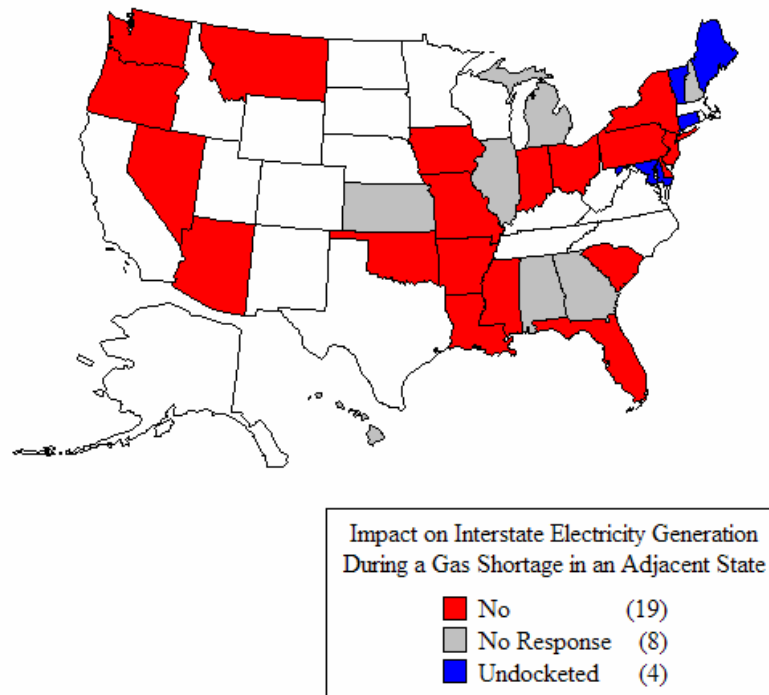 Impact on Interstate Electricity Generation
During a Gas Shortage in an Adjacent State
No (19)
No Response (8)
Undocketed (4)